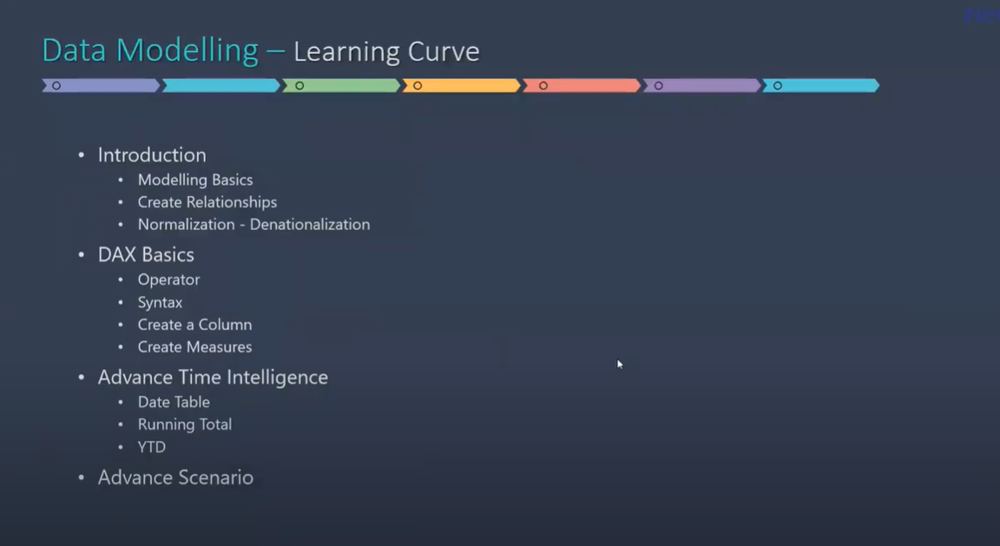 Data Modelling – Learning Curve
• Introduction
• Modelling Basics
• Create Relationships
• Normalization - Denationalization
• DAX Basics
• Operator
• Syntax
• Create a Column
• Create Measures
• Advance Time Intelligence
• Date Table
• Running Total
• YTD
• Advance Scenario